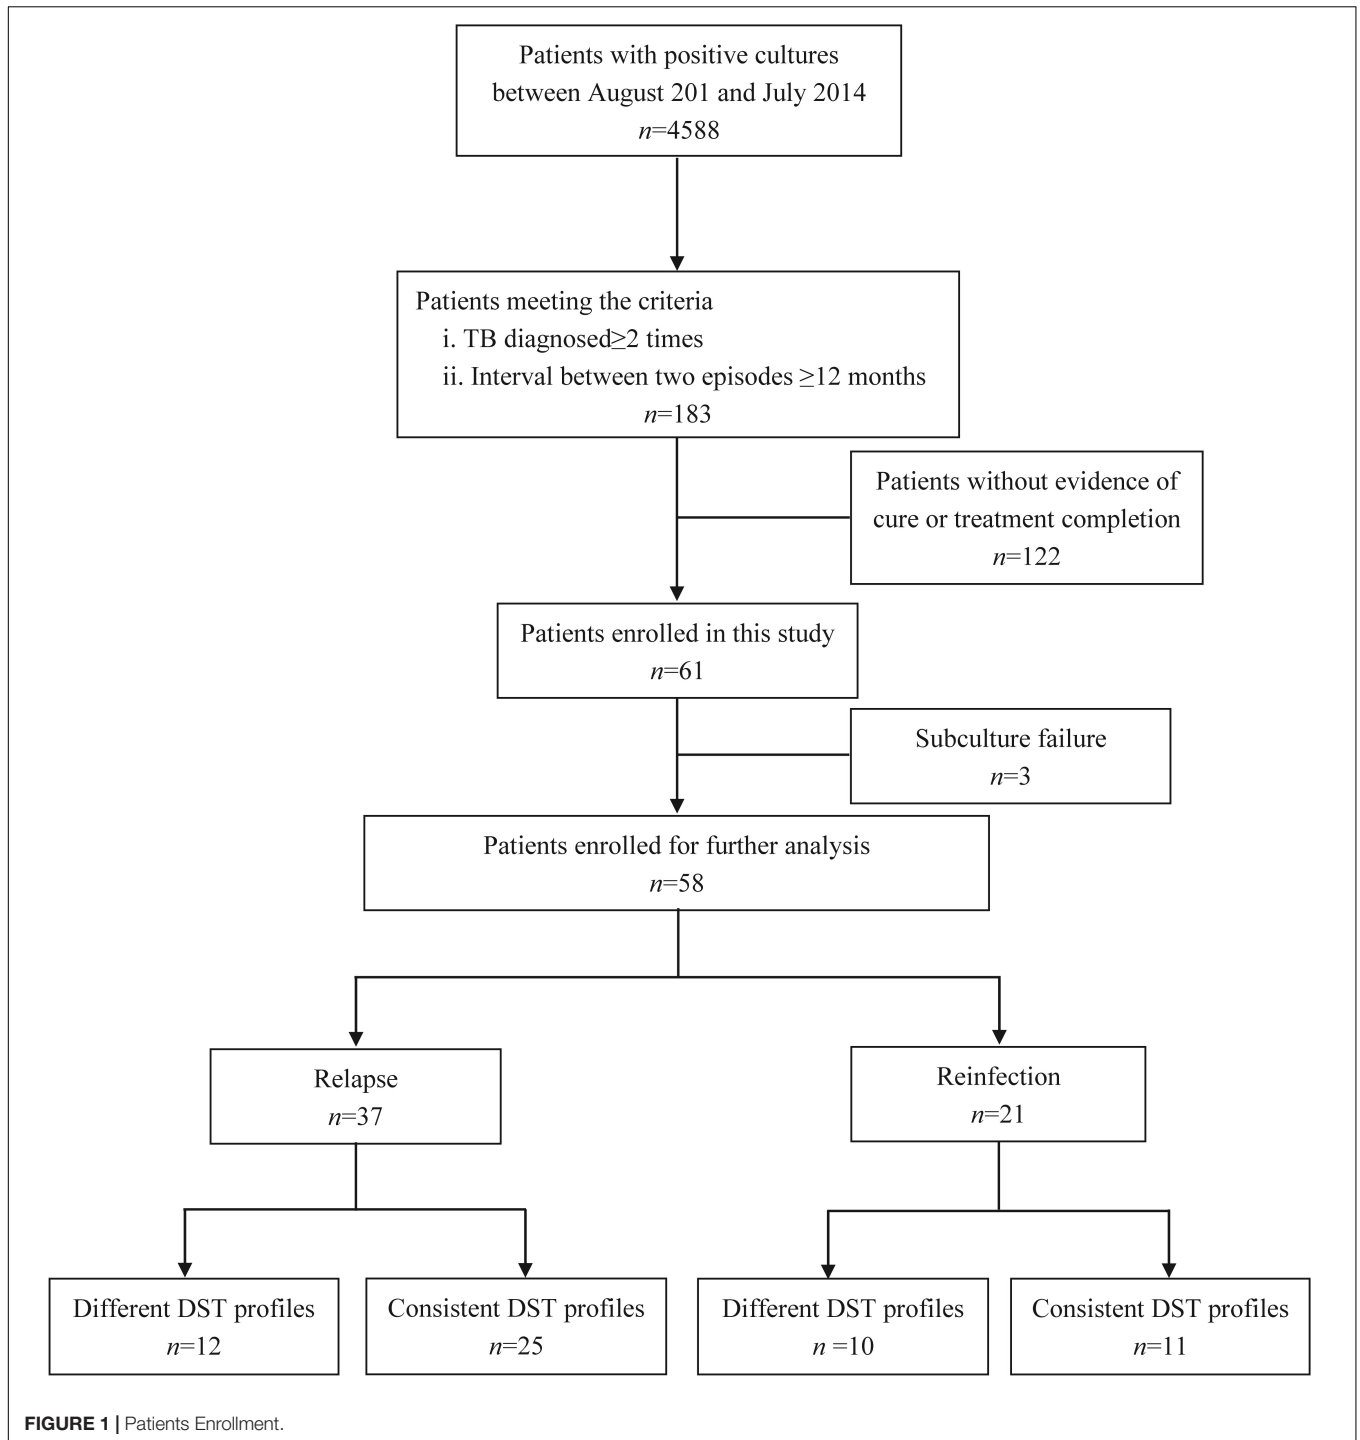 Patients with positive cultures
between August 201 and July 2014
n=4588
Patients meeting the criteria
i. TB diagnosed≥2 times
ii. Interval between two episodes ≥12 months
n=183
Patients without evidence of
cure or treatment completion
n=122
Patients enrolled in this study
n=61
Subculture failure
n=3
Patients enrolled for further analysis
n=58
Relapse
n=37
Reinfection
n=21
Different DST profiles
n=12
Consistent DST profiles
n=25
Different DST profiles
n =10
Consistent DST profiles
n=11
FIGURE 1 | Patients Enrollment.